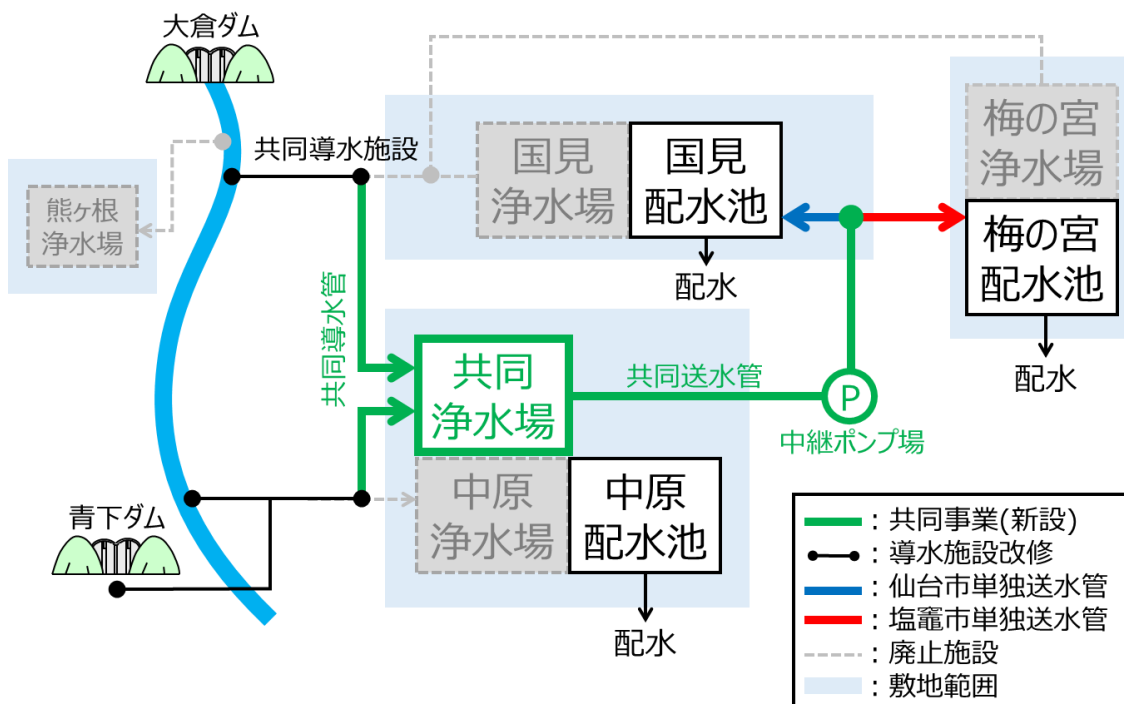 大倉ダム
共同導水施設
熊ヶ根
浄水場
国見
浄水場
国見
配水池
配水
梅の宮
浄水場
梅の宮
配水池
配水
共同導水管
共同
浄水場
共同送水管
P
中継ポンプ場
中原
浄水場
中原
配水池
配水
青下ダム
：共同事業(新設)
：導水施設改修
：仙台市単独送水管
：塩竈市単独送水管
：廃止施設
：敷地範囲